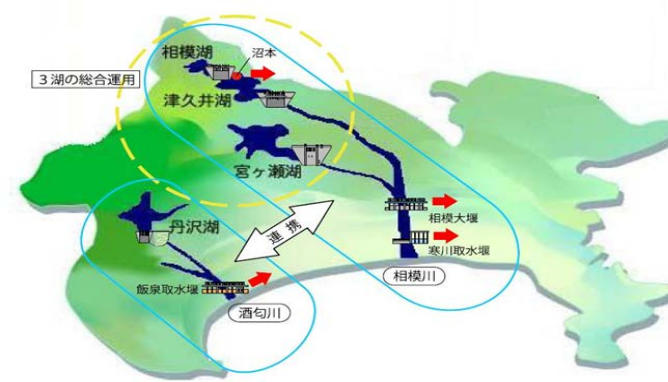 相模湖
沼本
3湖の総合運用
津久井湖
宮ヶ瀬湖
丹沢湖
連携
相模大堰
寒川取水堰
飯泉取水堰
相模川
酒匂川